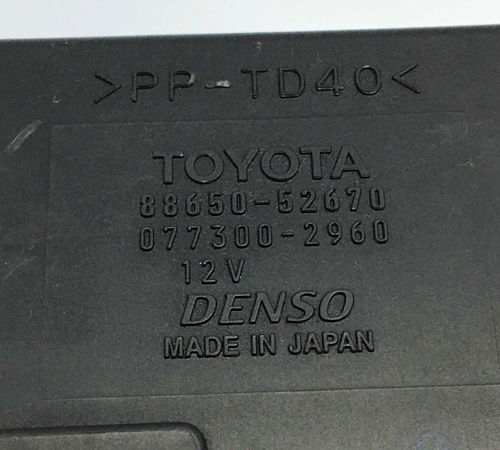 >PP-TD40<
TOYOTA
88650-52670
077300-2960
12V
DENSO
MADE IN JAPAN